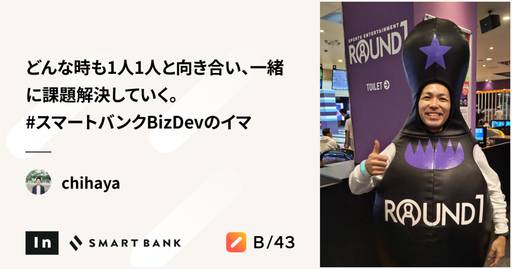 どんな時も1人1人と向き合い、一緒
に課題解決していく。
#スマートバンクBizDevのイマ
chihaya
In
SMART BANK
B/43
SPORTS ENTERTAINMENT
ROUND1
TOILET
ROUND1